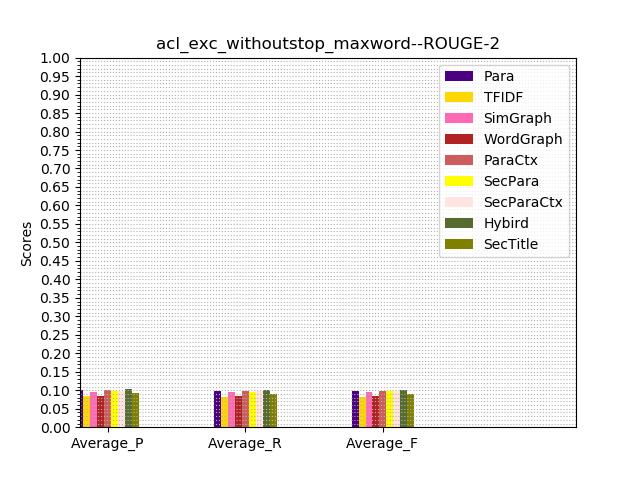 acl_exc_withoutstop_maxword--ROUGE-2
1.00
0.95
0.90
0.85
0.80
0.75
0.70
0.65
0.60
0.55
0.50
0.45
0.40
0.35
0.30
0.25
0.20
0.15
0.10
0.05
0.00
Scores
Para
TFIDF
SimGraph
WordGraph
ParaCtx
SecPara
SecParaCtx
Hybird
SecTitle
Average_P
Average_R
Average_F